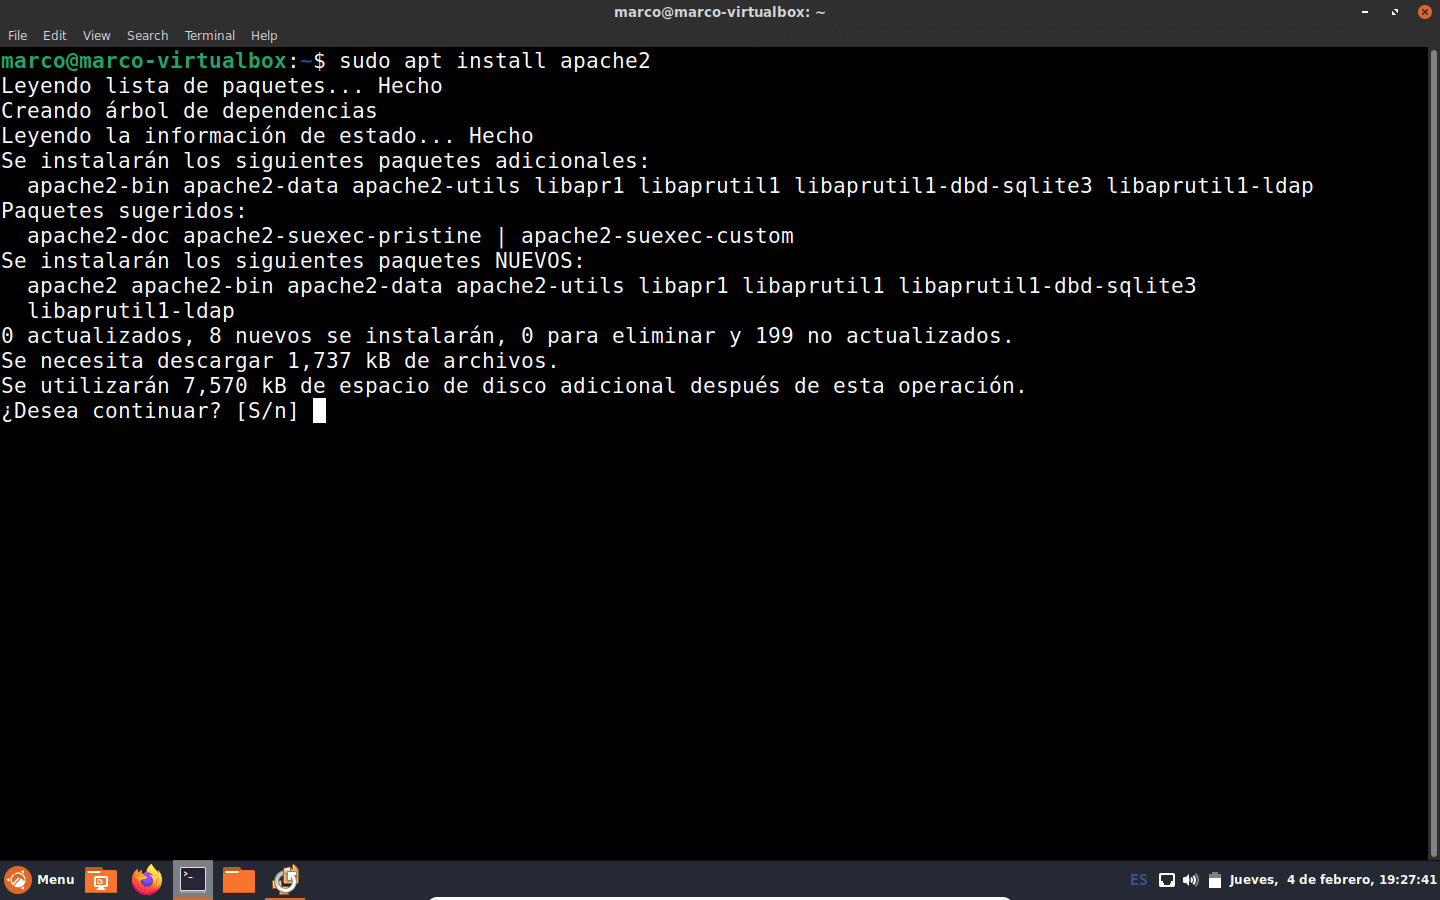 marco@marco-virtualbox: ~
File Edit View Search Terminal Help
marco@marco-virtualbox:~$ sudo apt install apache2
Leyendo lista de paquetes... Hecho
Creando árbol de dependencias
Leyendo la información de estado... Hecho
Se instalarán los siguientes paquetes adicionales:
  apache2-bin apache2-data apache2-utils libapr1 libaprutil1 libaprutil1-dbd-sqlite3 libaprutil1-ldap
Paquetes sugeridos:
  apache2-doc apache2-suexec-pristine | apache2-suexec-custom
Se instalarán los siguientes paquetes NUEVOS:
  apache2 apache2-bin apache2-data apache2-utils libapr1 libaprutil1 libaprutil1-dbd-sqlite3
  libaprutil1-ldap
0 actualizados, 8 nuevos se instalarán, 0 para eliminar y 199 no actualizados.
Se necesita descargar 1,737 kB de archivos.
Se utilizarán 7,570 kB de espacio de disco adicional después de esta operación.
¿Desea continuar? [S/n]
Menu ES Jueves, 4 de febrero, 19:27:41